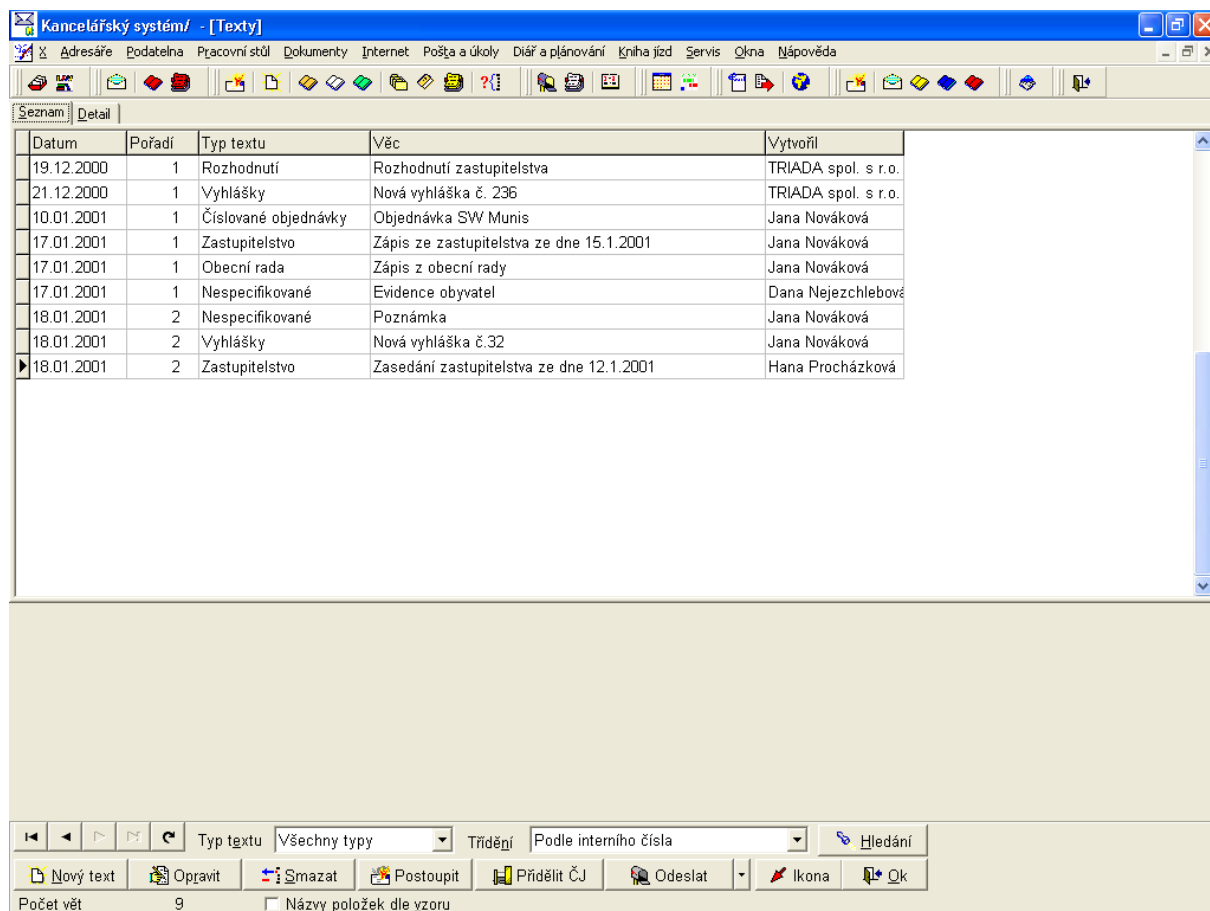 Kancelářský systém/ - [Texty]
X Adresáře Podatelna Pracovní stůl Dokumenty Internet Pošta a úkoly Diář a plánování Kniha jízd Servis Okna Nápověda
Seznam Detail
Datum Pořadí Typ textu Věc Vytvořil
19.12.2000 1 Rozhodnutí Rozhodnutí zastupitelstva TRIADA spol. s r.o.
21.12.2000 1 Vyhlášky Nová vyhláška č. 236 TRIADA spol. s r.o.
10.01.2001 1 Číslované objednávky Objednávka SW Munis Jana Nováková
17.01.2001 1 Zastupitelstvo Zápis ze zastupitelstva ze dne 15.1.2001 Jana Nováková
17.01.2001 1 Obecní rada Zápis z obecní rady Jana Nováková
17.01.2001 1 Nespecifikované Evidence obyvatel Dana Nejezchlebová
18.01.2001 2 Nespecifikované Poznámka Jana Nováková
18.01.2001 2 Vyhlášky Nová vyhláška č.32 Jana Nováková
18.01.2001 2 Zastupitelstvo Zasedání zastupitelstva ze dne 12.1.2001 Hana Procházková
Typ textu Všechny typy Třídění Podle interního čísla Hledání
Nový text Opravit Smazat Postoupit Přidělit ČJ Odeslat Ikona Ok
Počet vět 9 Názvy položek dle vzoru